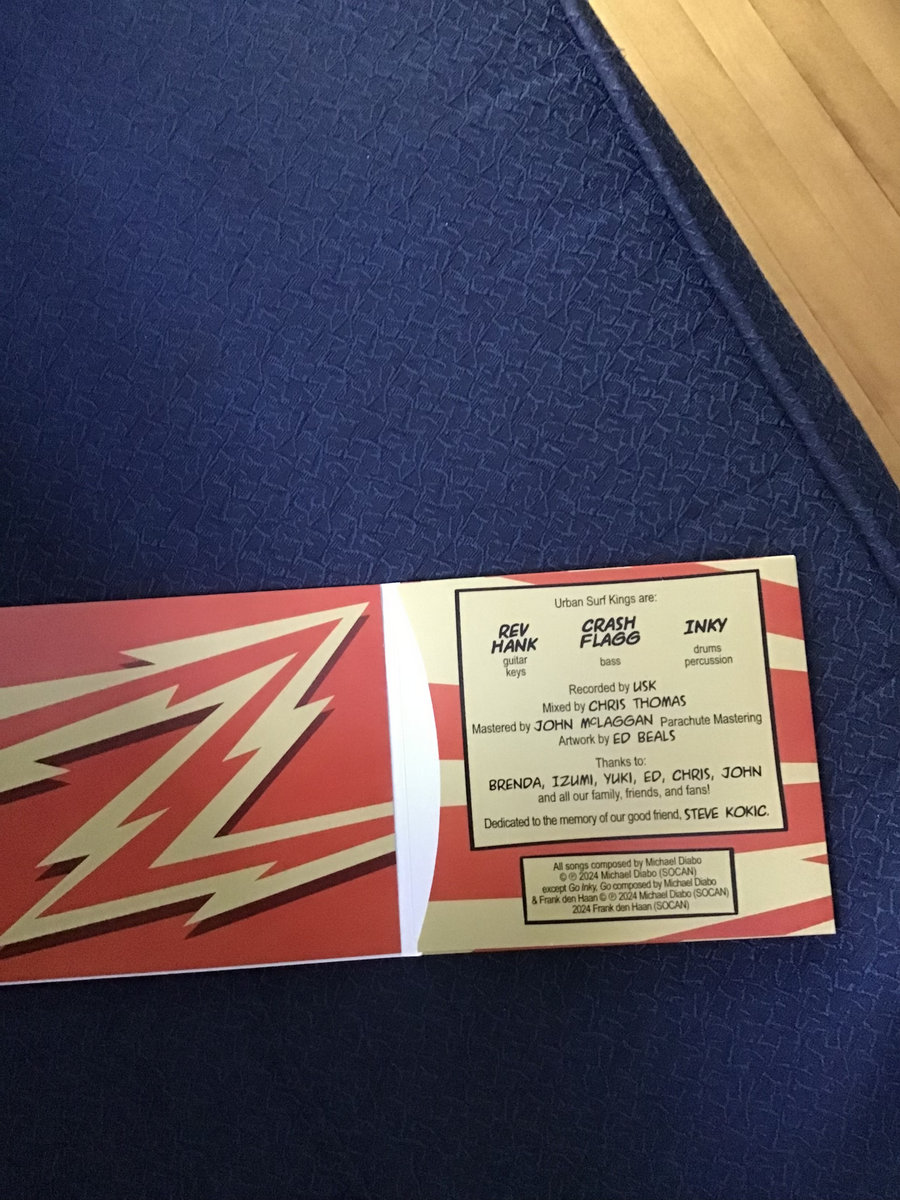 Urban Surf Kings are:
REV HANK
guitar
keys
CRASH FLAGG
bass
INKY
drums
percussion
Recorded by USK
Mixed by CHRIS THOMAS
Mastered by JOHN McLAGGAN Parachute Mastering
Artwork by ED BEALS
Thanks to:
BRENDA, IZUMI, YUKI, ED, CHRIS, JOHN
and all our family, friends, and fans!
Dedicated to the memory of our good friend, STEVE KOKIC.
All songs composed by Michael Diabo
© ℗ 2024 Michael Diabo (SOCAN)
except Go Inky, Go composed by Michael Diabo
& Frank den Haan © ℗ 2024 Michael Diabo (SOCAN)
2024 Frank den Haan (SOCAN)